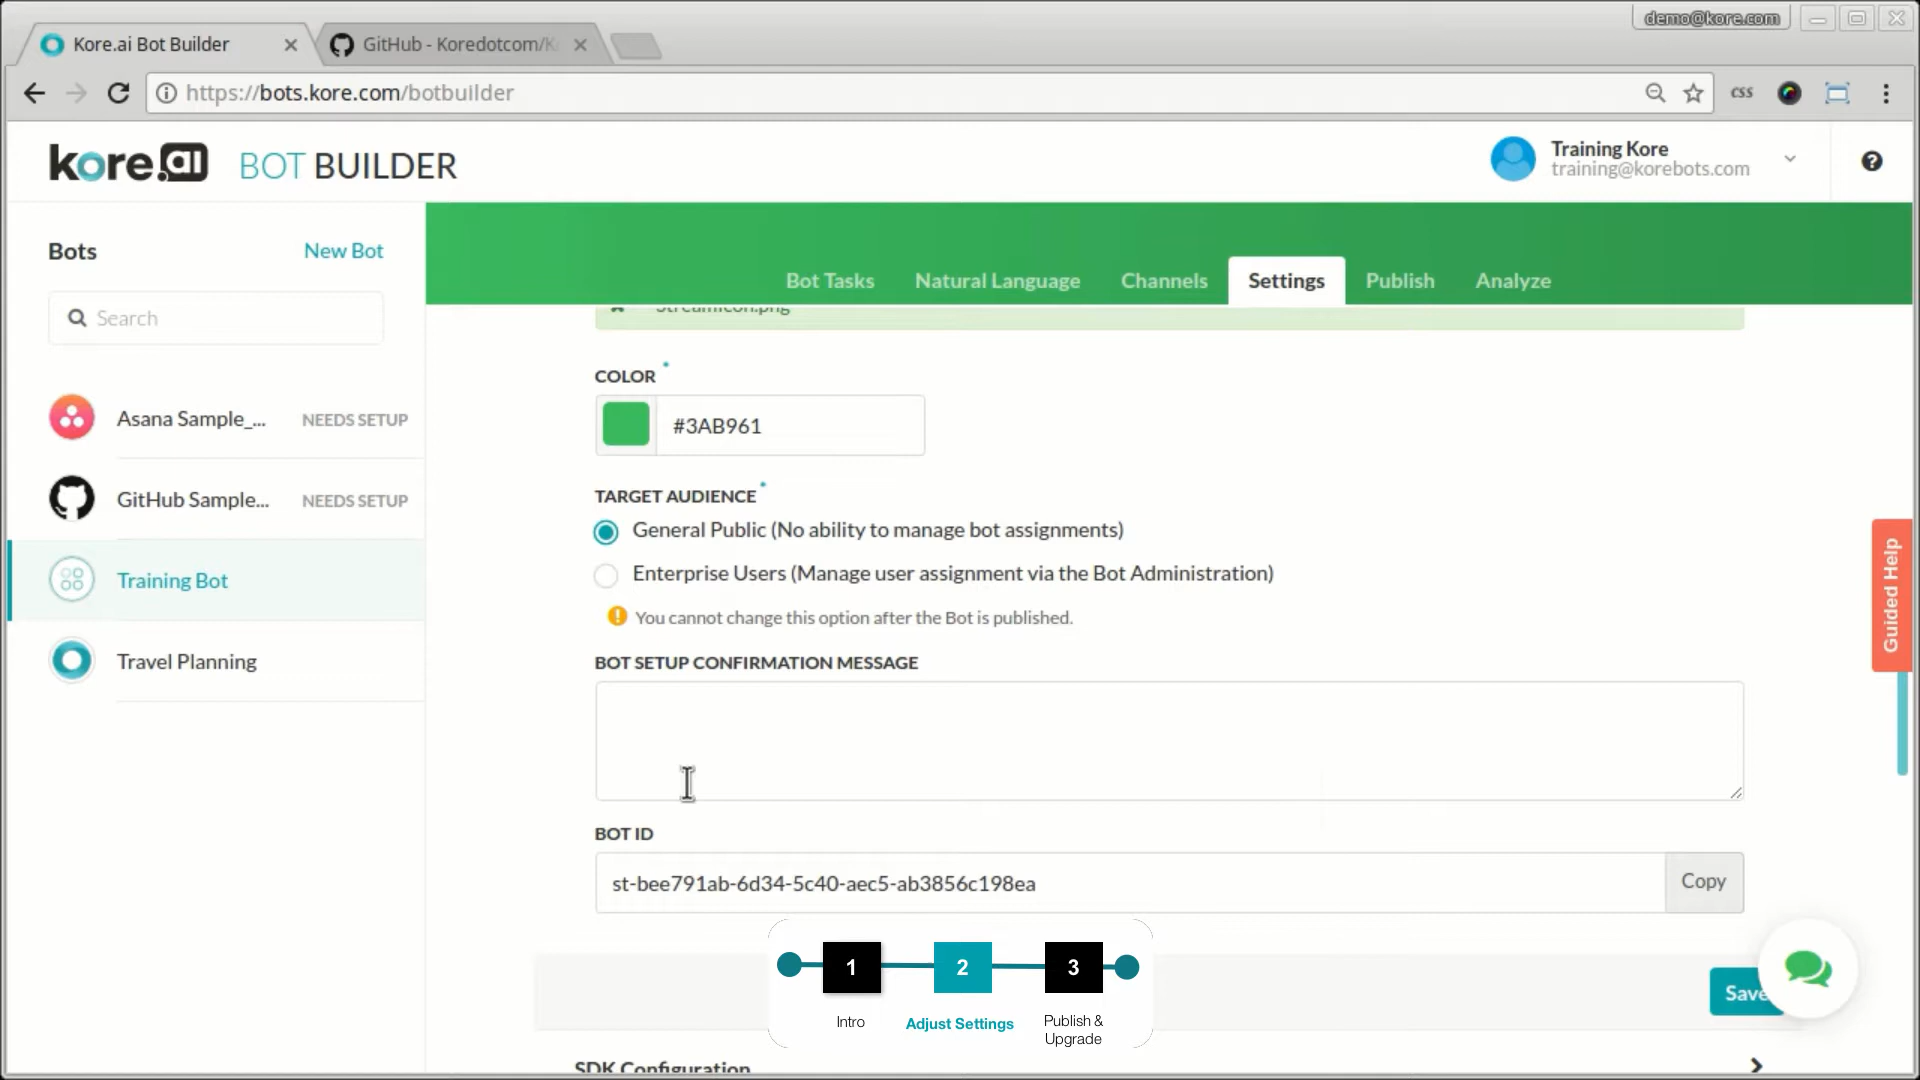 demo@kore.com
Kore.ai Bot Builder
GitHub - Koredotcom/K
https://bots.kore.com/botbuilder
css
kore.ai BOT BUILDER
Training Kore
training@korebots.com
?
Bots
New Bot
Search
Asana Sample_...
NEEDS SETUP
GitHub Sample...
NEEDS SETUP
Training Bot
Travel Planning
Bot Tasks
Natural Language
Channels
Settings
Publish
Analyze
StreamIcon.png
COLOR *
#3AB961
TARGET AUDIENCE *
General Public (No ability to manage bot assignments)
Enterprise Users (Manage user assignment via the Bot Administration)
You cannot change this option after the Bot is published.
BOT SETUP CONFIRMATION MESSAGE
BOT ID
st-bee791ab-6d34-5c40-aec5-ab3856c198ea
Copy
Guided Help
Save
1
2
3
Intro
Adjust Settings
Publish &
Upgrade
SDK Configuration